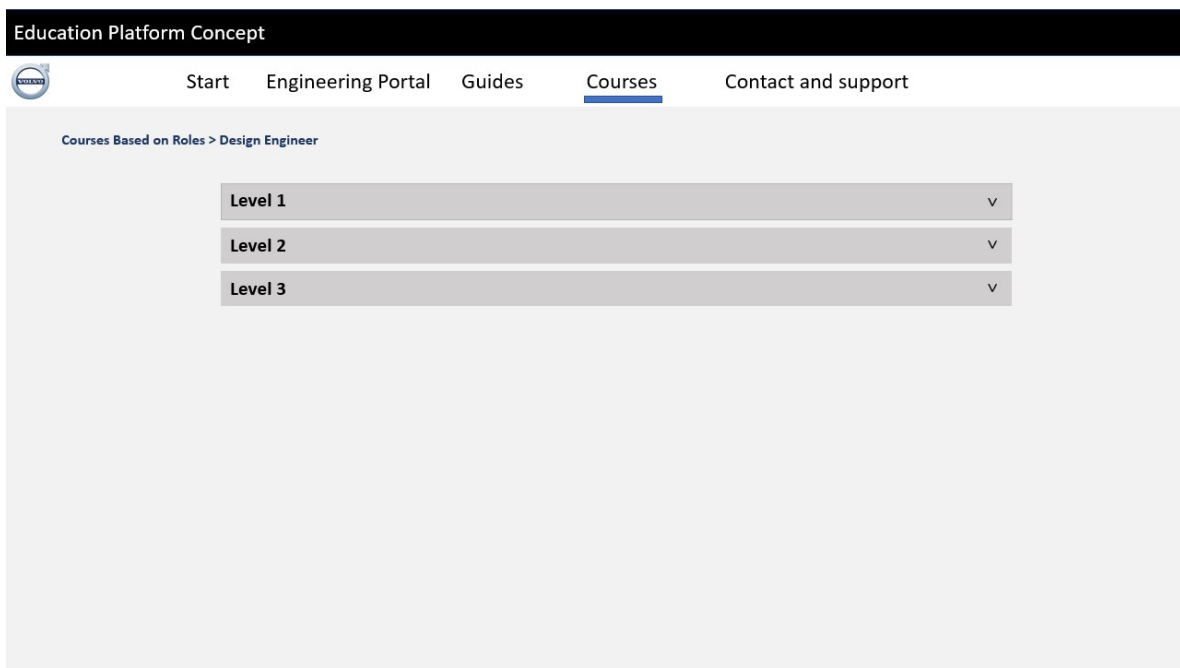 Education Platform Concept
VOLVO
Start Engineering Portal Guides Courses Contact and support
Courses Based on Roles > Design Engineer
Level 1 v
Level 2 v
Level 3 v